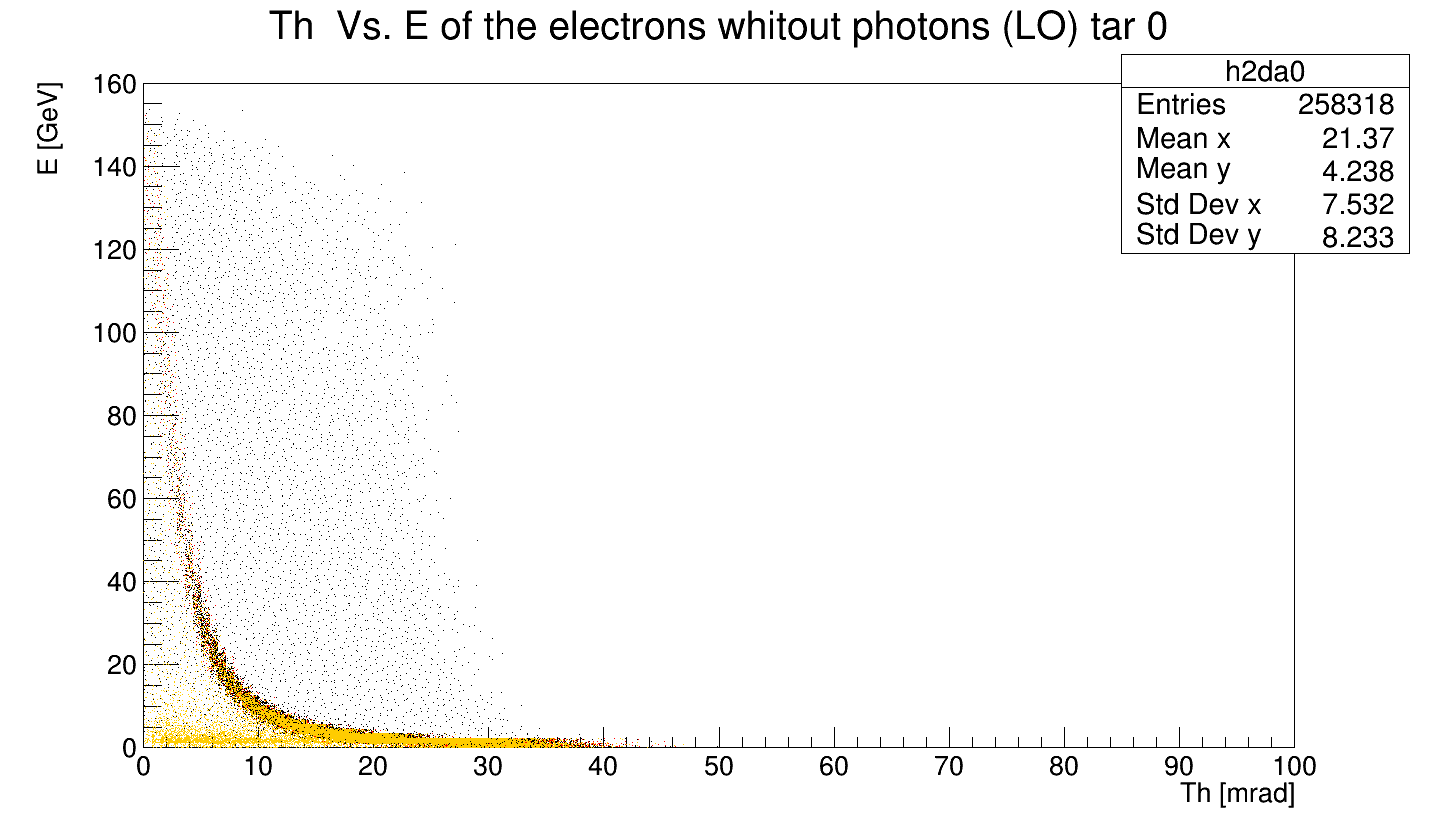 Th  Vs. E of the electrons whitout photons (LO) tar 0
h2da0
Entries 258318
Mean x 21.37
Mean y 4.238
Std Dev x 7.532
Std Dev y 8.233
E [GeV]
160
140
120
100
80
60
40
20
0
0 10 20 30 40 50 60 70 80 90 100
Th [mrad]